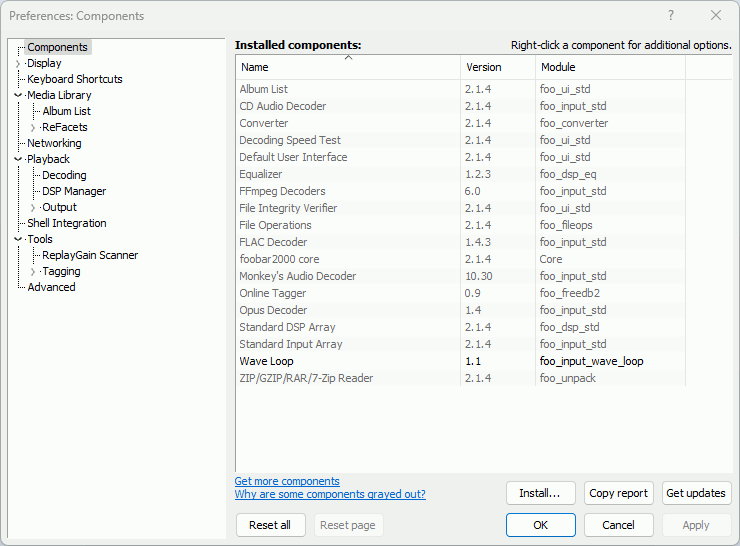 Preferences: Components
?
Components
Display
Keyboard Shortcuts
Media Library
Album List
ReFacets
Networking
Playback
Decoding
DSP Manager
Output
Shell Integration
Tools
ReplayGain Scanner
Tagging
Advanced
Installed components: Right-click a component for additional options.
Name Version Module
Album List 2.1.4 foo_ui_std
CD Audio Decoder 2.1.4 foo_input_std
Converter 2.1.4 foo_converter
Decoding Speed Test 2.1.4 foo_ui_std
Default User Interface 2.1.4 foo_ui_std
Equalizer 1.2.3 foo_dsp_eq
FFmpeg Decoders 6.0 foo_input_std
File Integrity Verifier 2.1.4 foo_ui_std
File Operations 2.1.4 foo_fileops
FLAC Decoder 1.4.3 foo_input_std
foobar2000 core 2.1.4 Core
Monkey's Audio Decoder 10.30 foo_input_std
Online Tagger 0.9 foo_freedb2
Opus Decoder 1.4 foo_input_std
Standard DSP Array 2.1.4 foo_dsp_std
Standard Input Array 2.1.4 foo_input_std
Wave Loop 1.1 foo_input_wave_loop
ZIP/GZIP/RAR/7-Zip Reader 2.1.4 foo_unpack
Get more components
Why are some components grayed out?
Install... Copy report Get updates
Reset all Reset page OK Cancel Apply